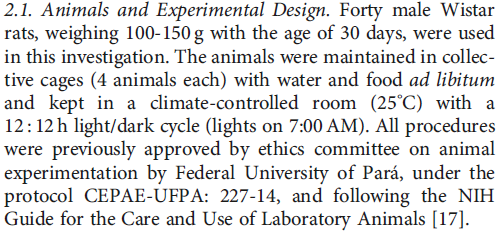 2.1. Animals and Experimental Design. Forty male Wistar
rats, weighing 100-150 g with the age of 30 days, were used
in this investigation. The animals were maintained in collec-
tive cages (4 animals each) with water and food ad libitum
and kept in a climate-controlled room (25°C) with a
12 : 12 h light/dark cycle (lights on 7:00 AM). All procedures
were previously approved by ethics committee on animal
experimentation by Federal University of Pará, under the
protocol CEPAE-UFPA: 227-14, and following the NIH
Guide for the Care and Use of Laboratory Animals [17].